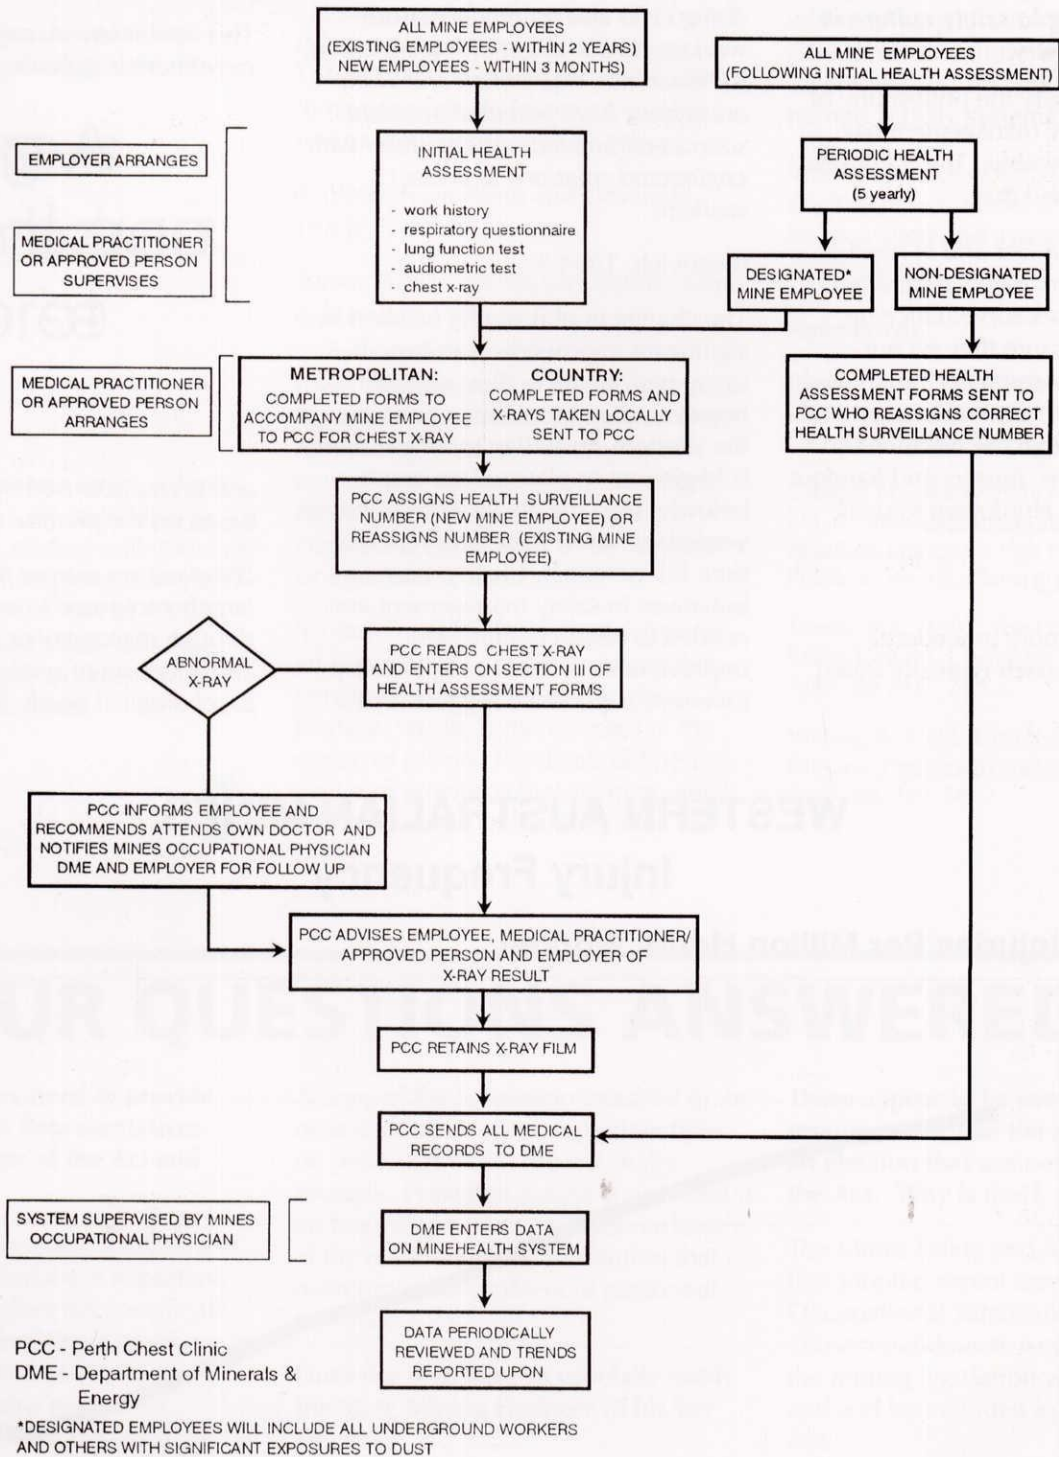 ALL MINE EMPLOYEES
(EXISTING EMPLOYEES - WITHIN 2 YEARS)
NEW EMPLOYEES - WITHIN 3 MONTHS)
ALL MINE EMPLOYEES
(FOLLOWING INITIAL HEALTH ASSESSMENT)
EMPLOYER ARRANGES
MEDICAL PRACTITIONER
OR APPROVED PERSON
SUPERVISES
INITIAL HEALTH
ASSESSMENT
- work history
- respiratory questionnaire
- lung function test
- audiometric test
- chest x-ray
PERIODIC HEALTH
ASSESSMENT
(5 yearly)
DESIGNATED*
MINE EMPLOYEE
NON-DESIGNATED
MINE EMPLOYEE
MEDICAL PRACTITIONER
OR APPROVED PERSON
ARRANGES
METROPOLITAN:
COMPLETED FORMS TO
ACCOMPANY MINE EMPLOYEE
TO PCC FOR CHEST X-RAY
COUNTRY:
COMPLETED FORMS AND
X-RAYS TAKEN LOCALLY
SENT TO PCC
COMPLETED HEALTH
ASSESSMENT FORMS SENT TO
PCC WHO REASSIGNS CORRECT
HEALTH SURVEILLANCE NUMBER
PCC ASSIGNS HEALTH SURVEILLANCE
NUMBER (NEW MINE EMPLOYEE) OR
REASSIGNS NUMBER (EXISTING MINE
EMPLOYEE)
ABNORMAL
X-RAY
PCC READS CHEST X-RAY
AND ENTERS ON SECTION III OF
HEALTH ASSESSMENT FORMS
PCC INFORMS EMPLOYEE AND
RECOMMENDS ATTENDS OWN DOCTOR AND
NOTIFIES MINES OCCUPATIONAL PHYSICIAN
DME AND EMPLOYER FOR FOLLOW UP
PCC ADVISES EMPLOYEE, MEDICAL PRACTITIONER/
APPROVED PERSON AND EMPLOYER OF
X-RAY RESULT
PCC RETAINS X-RAY FILM
PCC SENDS ALL MEDICAL
RECORDS TO DME
SYSTEM SUPERVISED BY MINES
OCCUPATIONAL PHYSICIAN
DME ENTERS DATA
ON MINEHEALTH SYSTEM
DATA PERIODICALLY
REVIEWED AND TRENDS
REPORTED UPON
PCC - Perth Chest Clinic
DME - Department of Minerals &
Energy
*DESIGNATED EMPLOYEES WILL INCLUDE ALL UNDERGROUND WORKERS
AND OTHERS WITH SIGNIFICANT EXPOSURES TO DUST